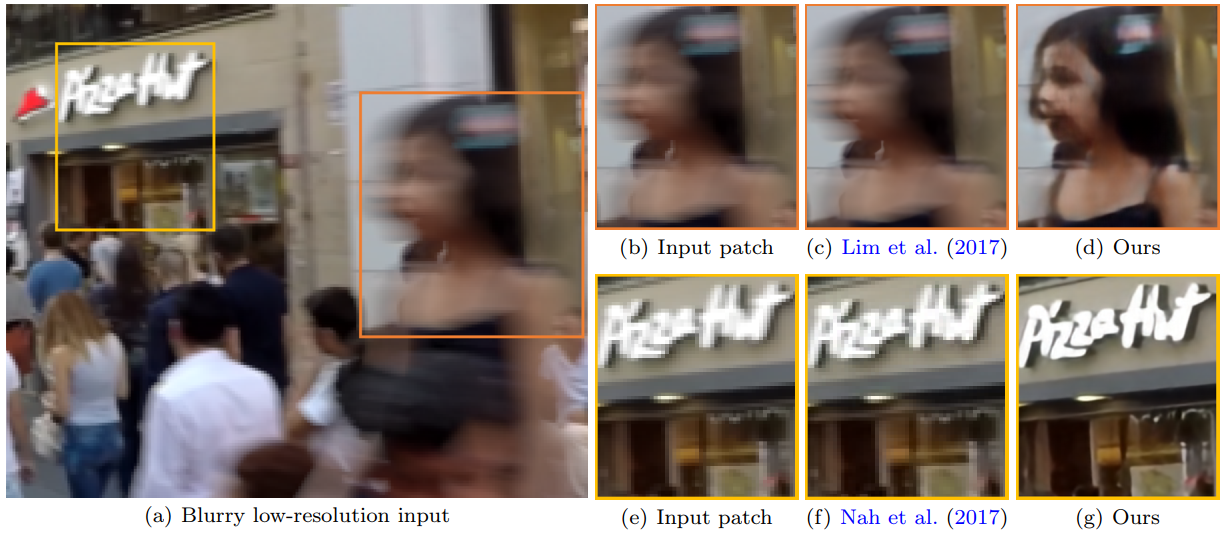 Pizza Hut
(a) Blurry low-resolution input
(b) Input patch
(c) Lim et al. (2017)
(d) Ours
Pizza Hut
Pizza Hut
Pizza Hut
(e) Input patch
(f) Nah et al. (2017)
(g) Ours